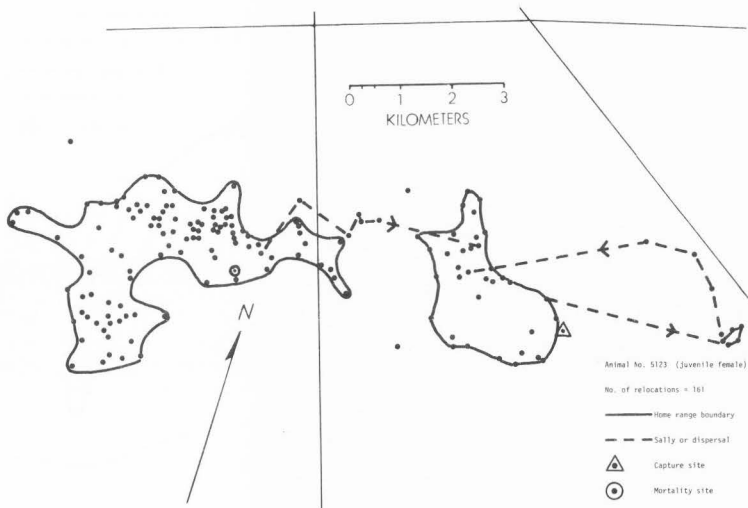 0 1 2 3
KILOMETERS
N
Animal No. 5123 (juvenile female)
No. of relocations = 161
Home range boundary
Sally or dispersal
Capture site
Mortality site